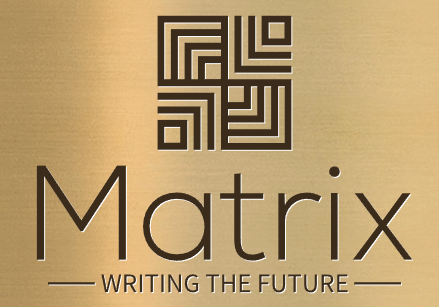 Matrix
WRITING THE FUTURE